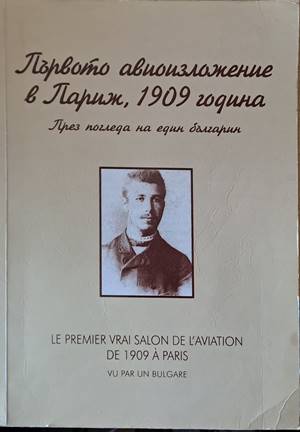 Първото авиоизложение
в Париж, 1909 година
През погледа на един българин
LE PREMIER VRAI SALON DE L'AVIATION
DE 1909 À PARIS
VU PAR UN BULGARE